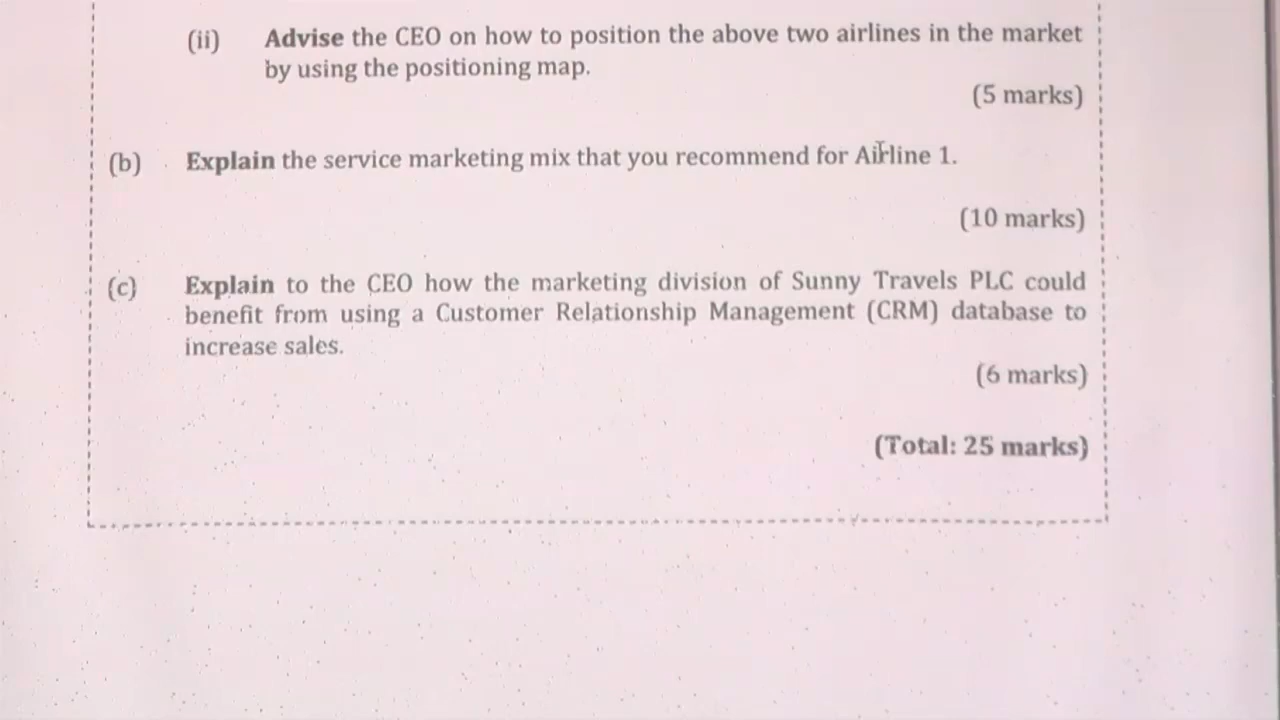 (ii) Advise the CEO on how to position the above two airlines in the market
by using the positioning map.
(5 marks)
(b) Explain the service marketing mix that you recommend for Airline 1.
(10 marks)
(c) Explain to the CEO how the marketing division of Sunny Travels PLC could
benefit from using a Customer Relationship Management (CRM) database to
increase sales.
(6 marks)
(Total: 25 marks)